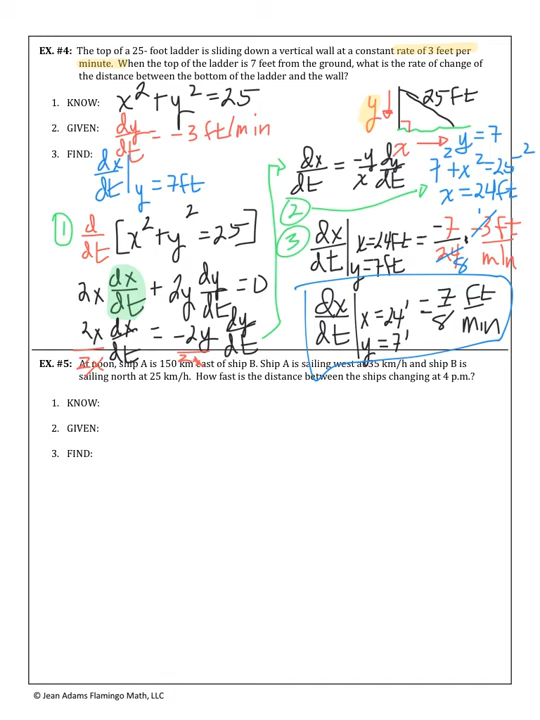 EX. #4: The top of a 25- foot ladder is sliding down a vertical wall at a constant rate of 3 feet per
minute. When the top of the ladder is 7 feet from the ground, what is the rate of change of
the distance between the bottom of the ladder and the wall?
1. KNOW: x² + y² = 25
2. GIVEN: dy/dt = -3 ft/min
3. FIND: dx/dt | y = 7ft
y 25 ft
x
y = 7
7² + x² = 25²
x = 24ft
① d/dt [x² + y² = 25]
2x dx/dt + 2y dy/dt = 0
2x dx/dt = -2y dy/dt
2x 2x
dx/dt = -y/x dy/dt
②
③ dx/dt | x=24ft y=7ft = -7/24 · -3 ft/min
1
8
dx/dt | x = 24' y = 7' = 7/8 ft/min
EX. #5: At noon, ship A is 150 km east of ship B. Ship A is sailing west at 35 km/h and ship B is
sailing north at 25 km/h. How fast is the distance between the ships changing at 4 p.m.?
1. KNOW:
2. GIVEN:
3. FIND:
© Jean Adams Flamingo Math, LLC